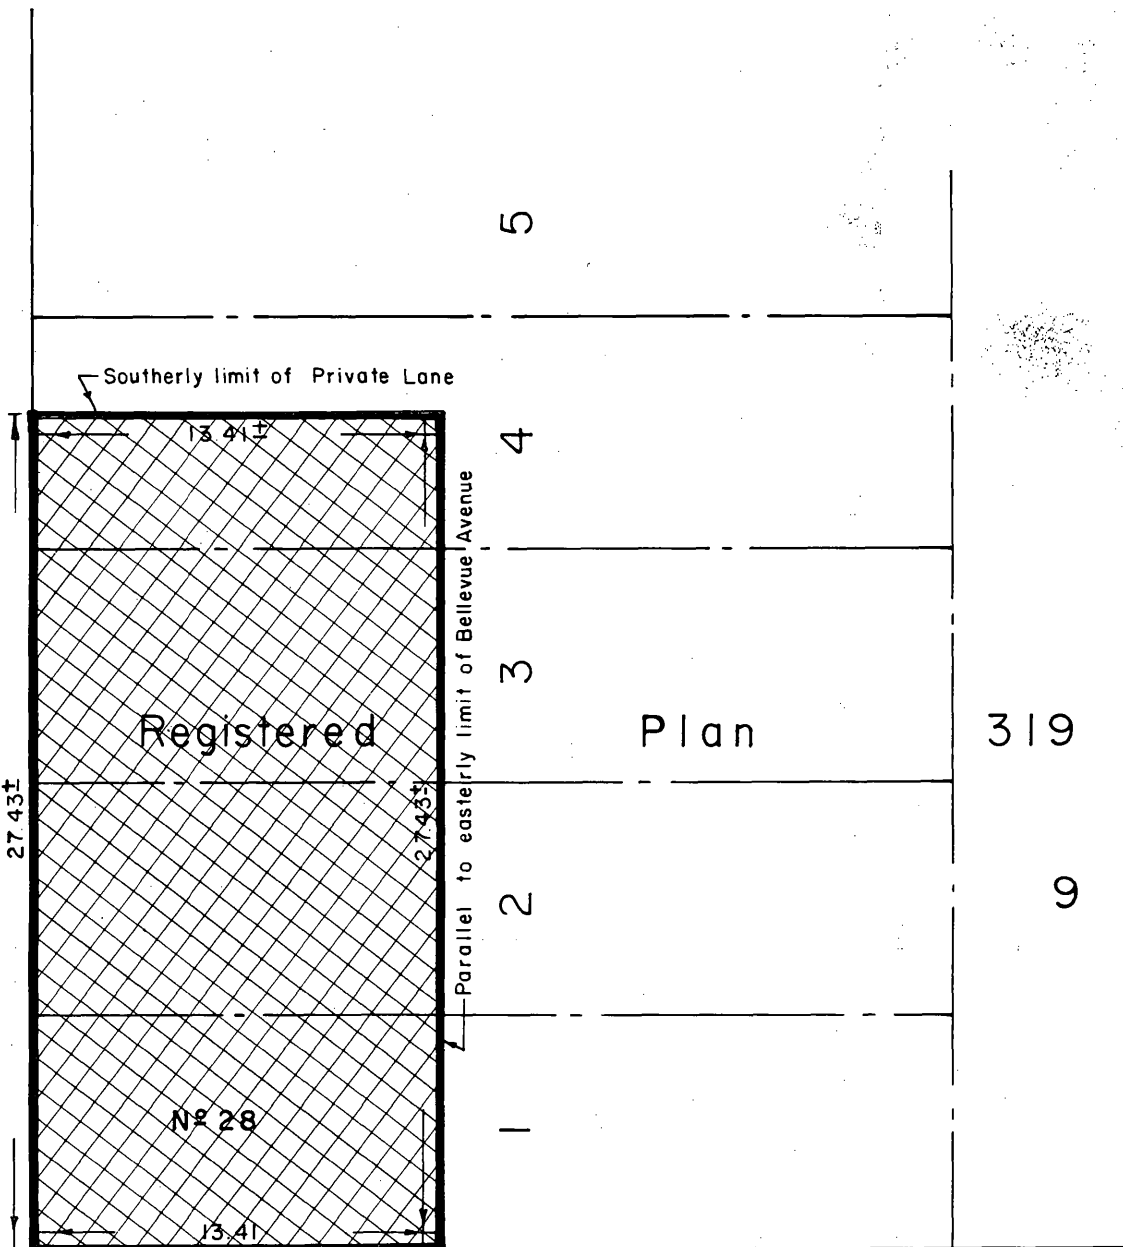 5
Southerly limit of Private Lane
13.41±
4
Parallel to easterly limit of Bellevue Avenue
3
Registered Plan 319
27.43±
27.43±
2
9
Nº 28
1
13.41